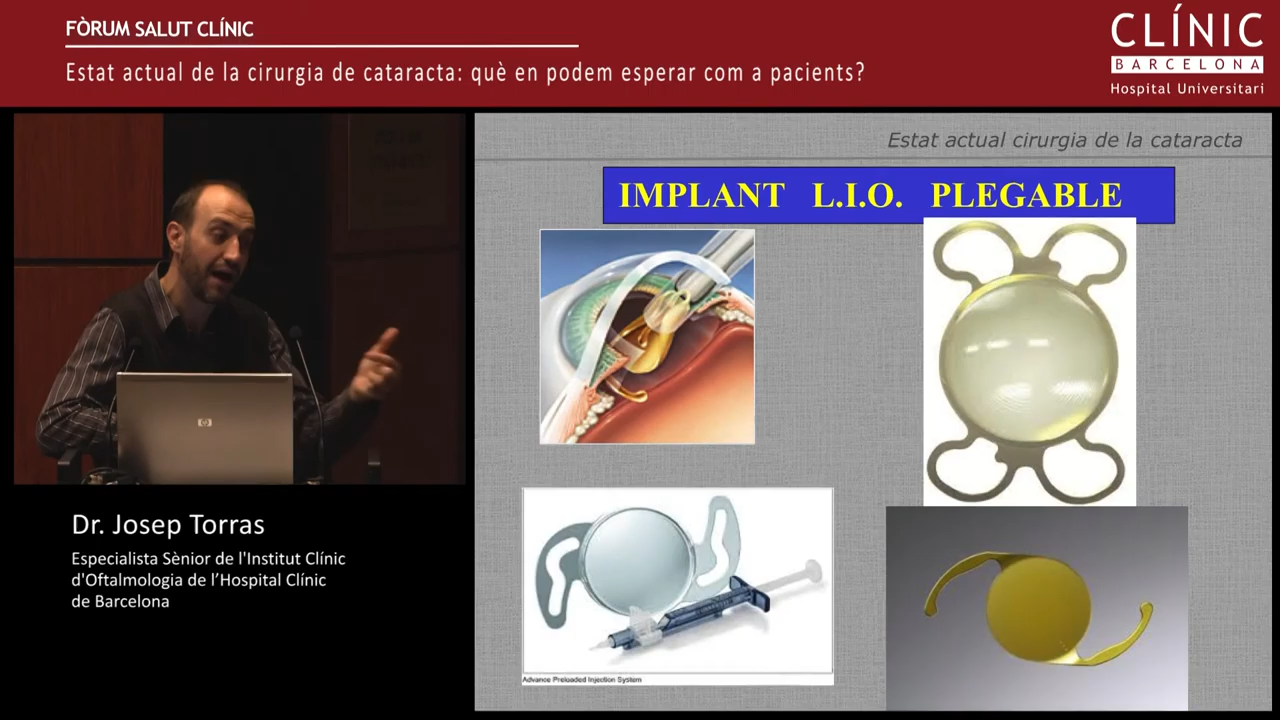 FÒRUM SALUT CLÍNIC
Estat actual de la cirurgia de cataracta: què en podem esperar com a pacients?
CLÍNIC
BARCELONA
Hospital Universitari
Estat actual cirurgia de la cataracta
IMPLANT L.I.O. PLEGABLE
Advance Preloaded Injection System
hp
Dr. Josep Torras
Especialista Sènior de l'Institut Clínic
d'Oftalmologia de l’Hospital Clínic
de Barcelona